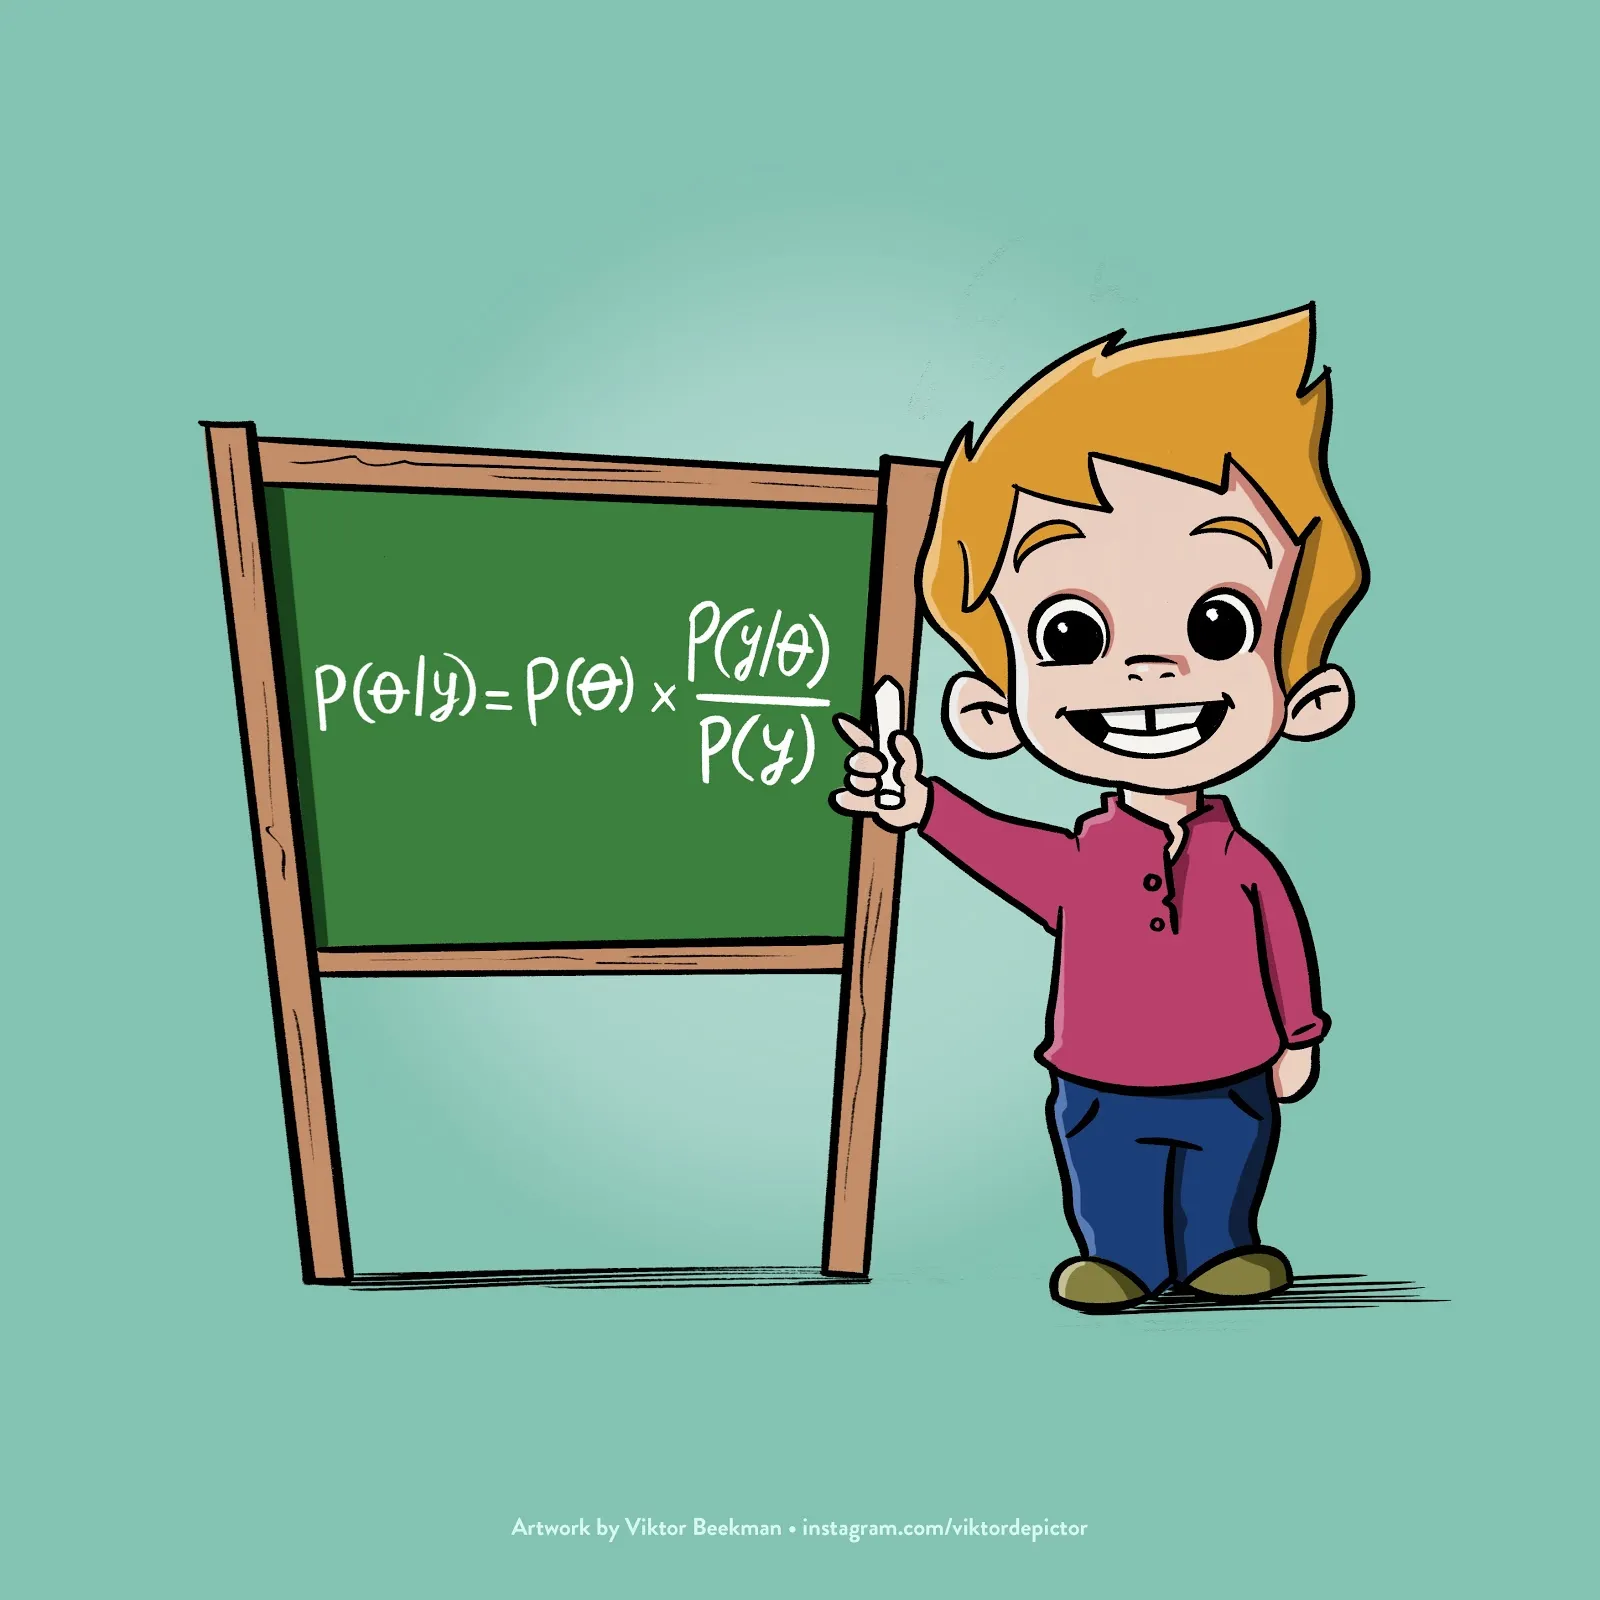 P(θ|y) = P(θ) × P(y|θ) / P(y)
Artwork by Viktor Beekman • instagram.com/viktordepictor